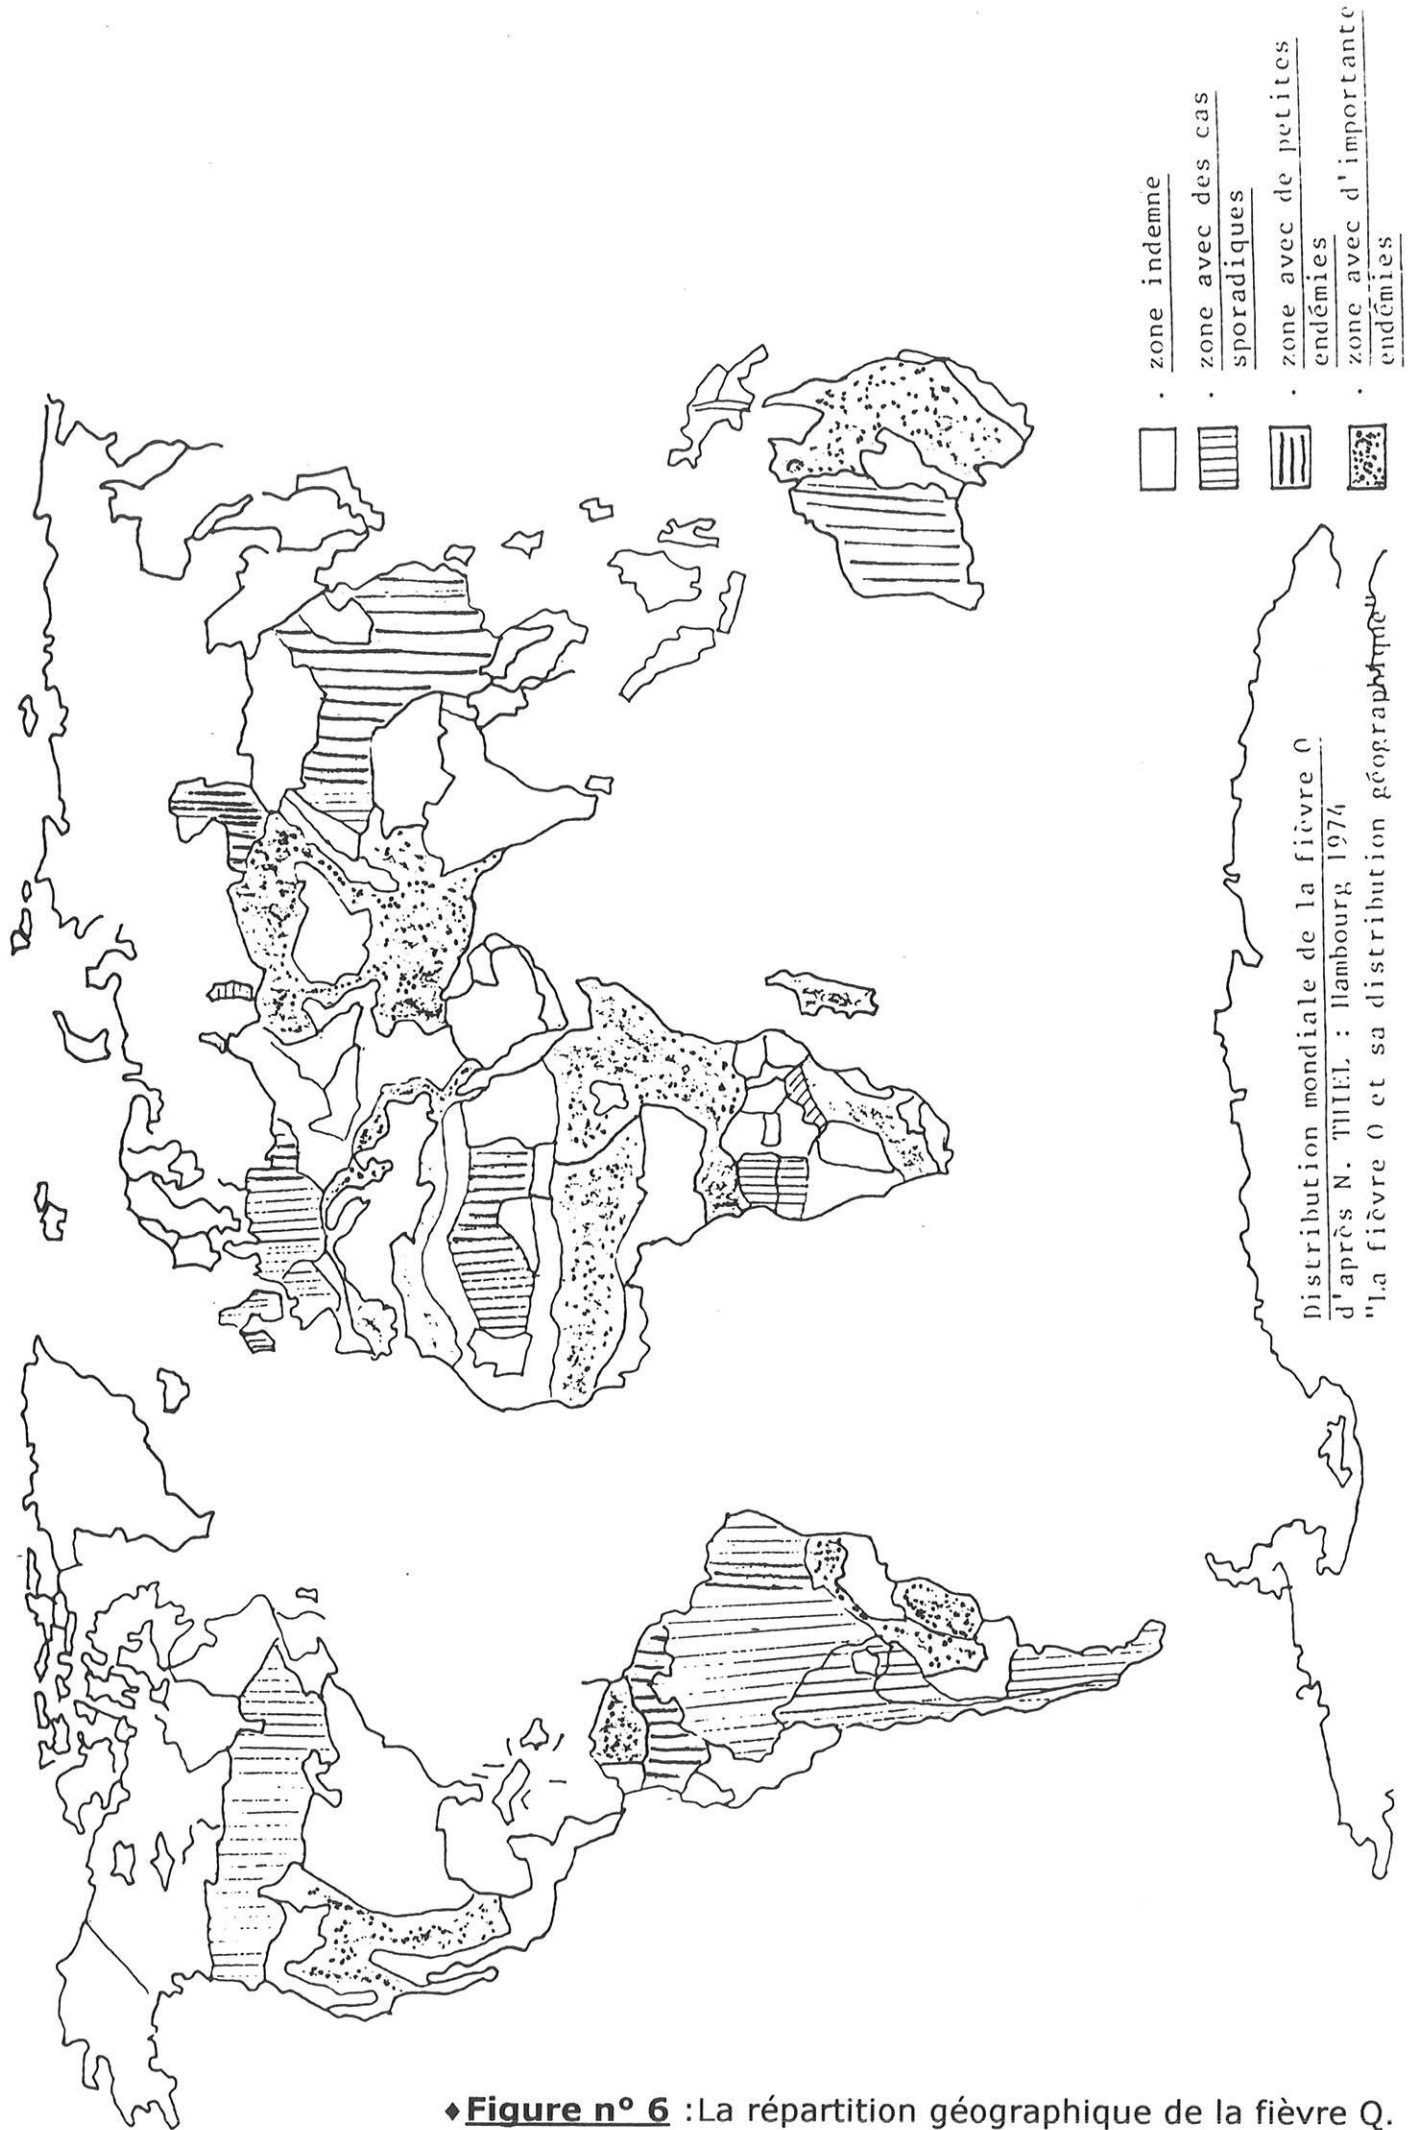 · zone indemne
· zone avec des cas
sporadiques
· zone avec de petites
endémies
· zone avec d'importante
endémies
Distribution mondiale de la fièvre Q
d'après N. THIEL : Hambourg 1974
"La fièvre Q et sa distribution géographique"
♦Figure n° 6 :La répartition géographique de la fièvre Q.